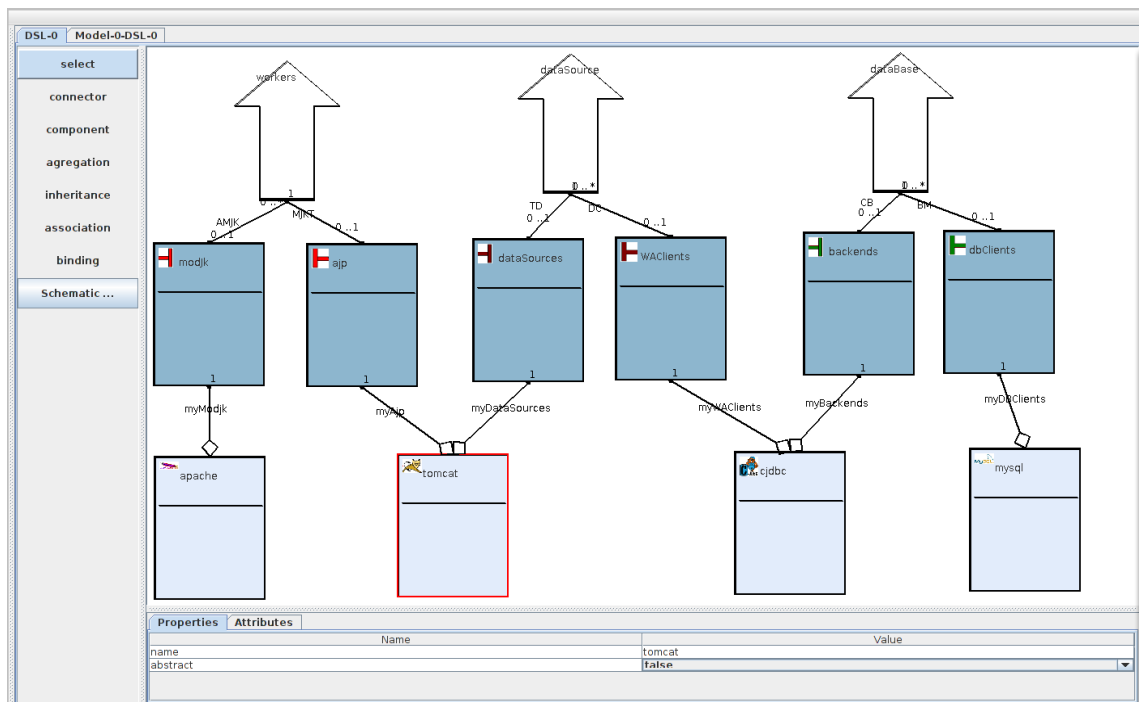 DSL-0 Model-0-DSL-0
select
connector
component
agregation
inheritance
association
binding
Schematic ...
workers
dataSource
dataBase
1
0 ..*
0 ..*
0 ..*
AMJK
MJKT
TD
DC
CB
BM
0 ..1
0 ..1
0 ..1
0 ..1
0 ..1
0 ..1
modjk
ajp
dataSources
WAClients
backends
dbClients
1
1
1
1
1
1
myModjk
myAjp
myDataSources
myWAClients
myBackends
myDBClients
apache
tomcat
cjdbc
mysql
Properties Attributes
Name Value
name tomcat
abstract false